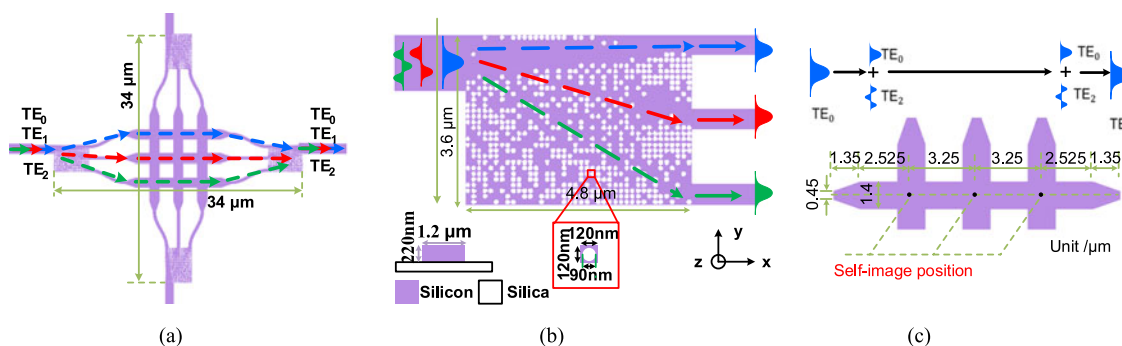 34 μm
TE0
TE1
TE2
TE0
TE1
TE2
34 μm
(a)
3.6 μm
4.8 μm
1.2 μm
220nm
120nm
120nm
90nm
y
z
x
Silicon
Silica
(b)
TE0
TE0
+
TE2
TE0
+
TE2
TE
1.35
2.525
3.25
3.25
2.525
1.35
0.45
1.4
Unit /μm
Self-image position
(c)